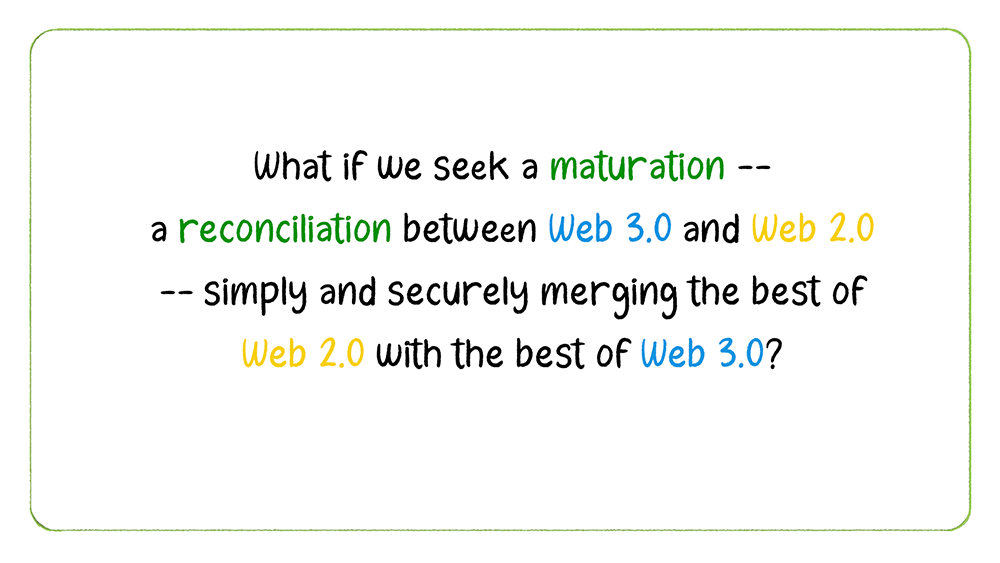 What if we seek a maturation --
a reconciliation between Web 3.0 and Web 2.0
-- simply and securely merging the best of
Web 2.0 with the best of Web 3.0?